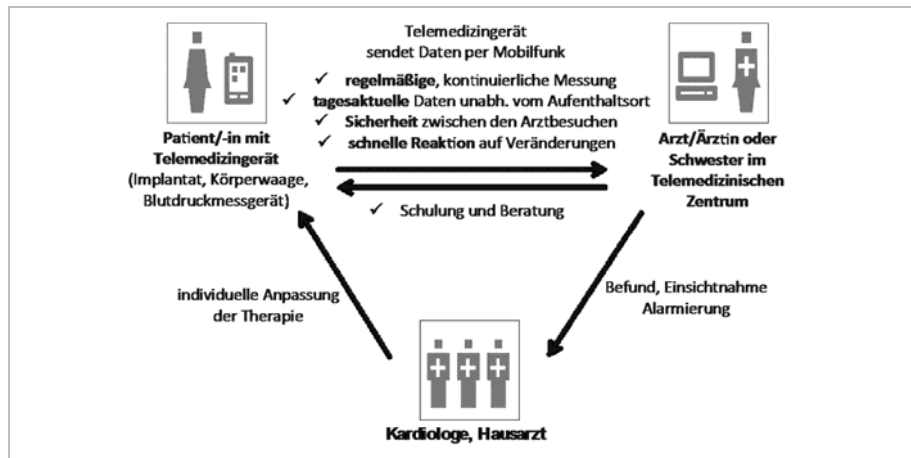 Telemedizingerät
sendet Daten per Mobilfunk
✓ regelmäßige, kontinuierliche Messung
✓ tagesaktuelle Daten unabh. vom Aufenthaltsort
✓ Sicherheit zwischen den Arztbesuchen
✓ schnelle Reaktion auf Veränderungen
Patient/-in mit
Telemedizingerät
(Implantat, Körperwaage,
Blutdruckmessgerät)
Arzt/Ärztin oder
Schwester im
Telemedizinischen
Zentrum
✓ Schulung und Beratung
individuelle Anpassung
der Therapie
Befund, Einsichtnahme
Alarmierung
Kardiologe, Hausarzt